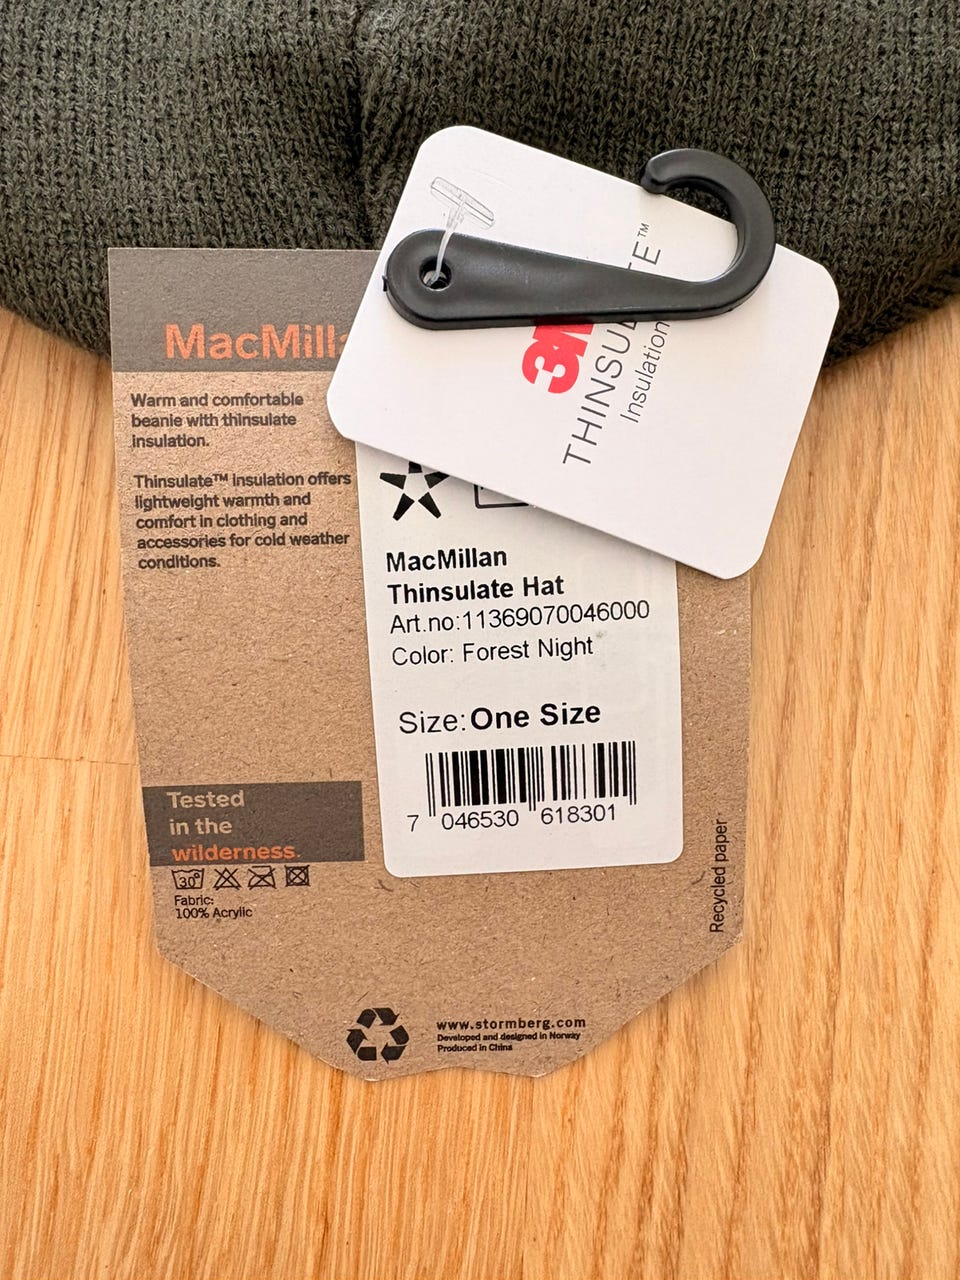 MacMill
Warm and comfortable
beanie with thinsulate
insulation.
Thinsulate™ insulation offers
lightweight warmth and
comfort in clothing and
accessories for cold weather
conditions.
3M
THINSULATE™
Insulation
MacMillan
Thinsulate Hat
Art.no:11369070046000
Color: Forest Night
Size: One Size
7 046530 618301
Tested
in the
wilderness.
30°
Fabric:
100% Acrylic
Recycled paper
www.stormberg.com
Developed and designed in Norway
Produced in China